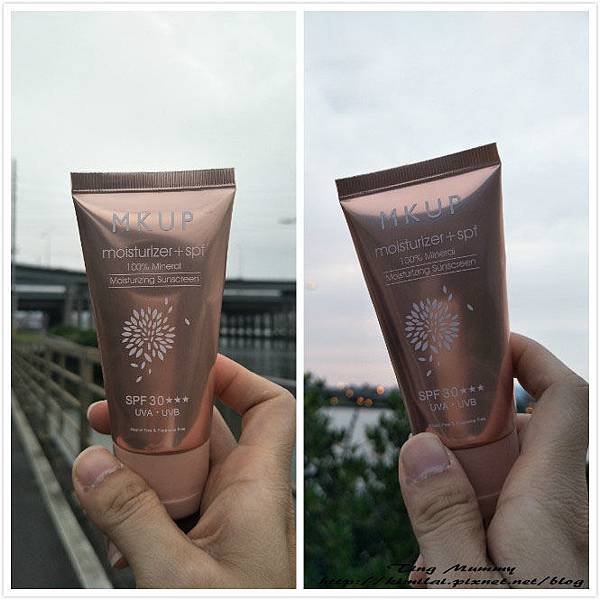 MKUP
moisturizer+spf
100% Mineral
Moisturizing Sunscreen
SPF 30★★★
UVA・UVB
MKUP
moisturizer+spf
100% Mineral
Moisturizing Sunscreen
SPF 30★★★
UVA・UVB
Ting Mummy
http://kimilai.pixnet.net/blog